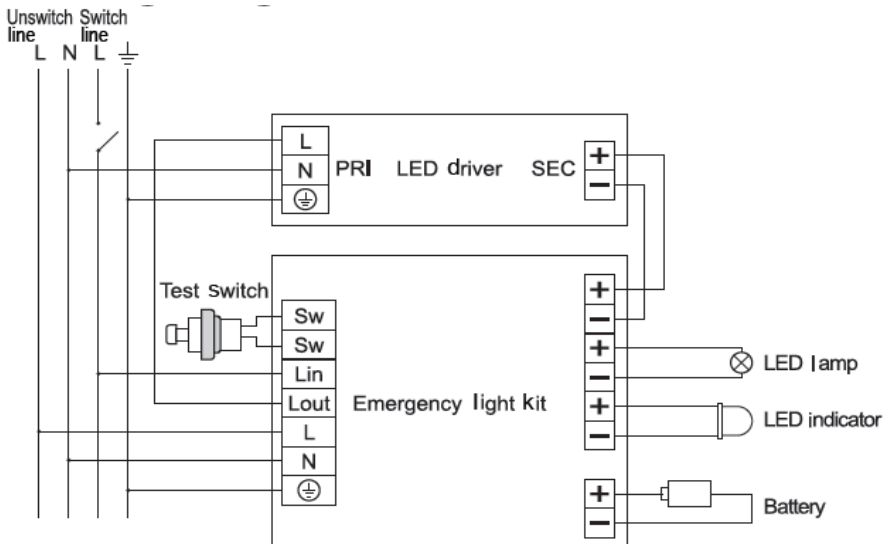 Unswitch Switch
line line
L N L
L
N PRI LED driver SEC + −
Test switch
Sw
Sw
Lin
Lout Emergency light kit
L
N
+
−
+
− LED lamp
+
− LED indicator
+
− Battery